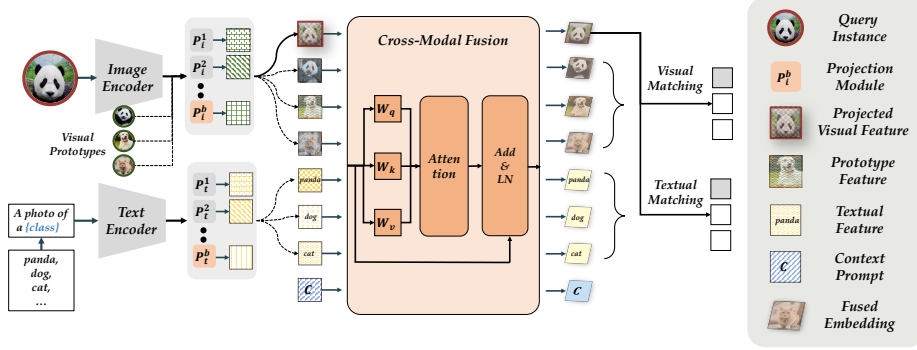 Image
Encoder
Visual
Prototypes
P_i^1
P_i^2
P_i^b
A photo of
a {class}
panda,
dog,
cat,
…
Text
Encoder
P_t^1
P_t^2
P_t^b
panda
dog
cat
C
Cross-Modal Fusion
W_q
W_k
W_v
Atten
tion
Add
&
LN
panda
dog
cat
C
Visual
Matching
Textual
Matching
Query
Instance
P_i^b
Projection
Module
Projected
Visual Feature
Prototype
Feature
panda
Textual
Feature
C
Context
Prompt
Fused
Embedding